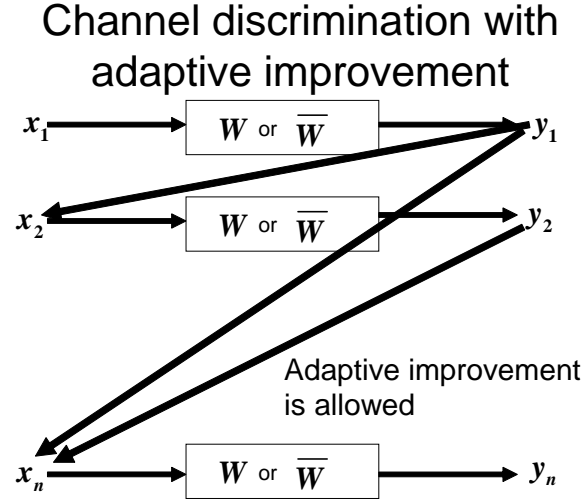 Channel discrimination with
adaptive improvement
x₁ W or W̅ y₁
x₂ W or W̅ y₂
Adaptive improvement
is allowed
xₙ W or W̅ yₙ